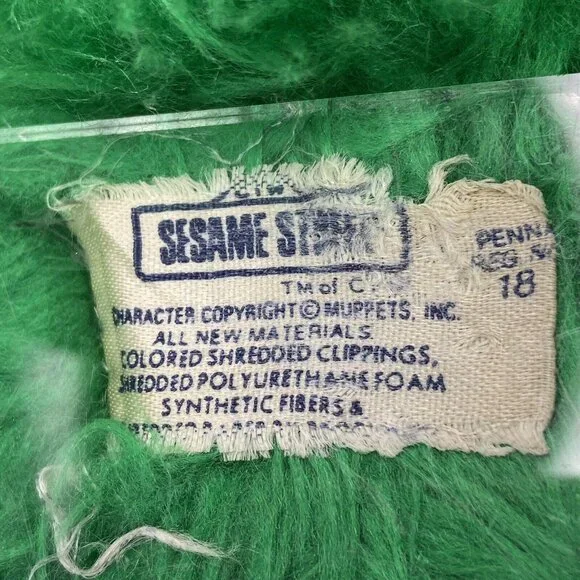 SESAME
PENNA
REG N
18
TM of C
CHARACTER COPYRIGHT © MUPPETS, INC.
ALL NEW MATERIALS
COLORED SHREDDED CLIPPINGS,
SHREDDED POLYURETHANE FOAM
SYNTHETIC FIBERS &